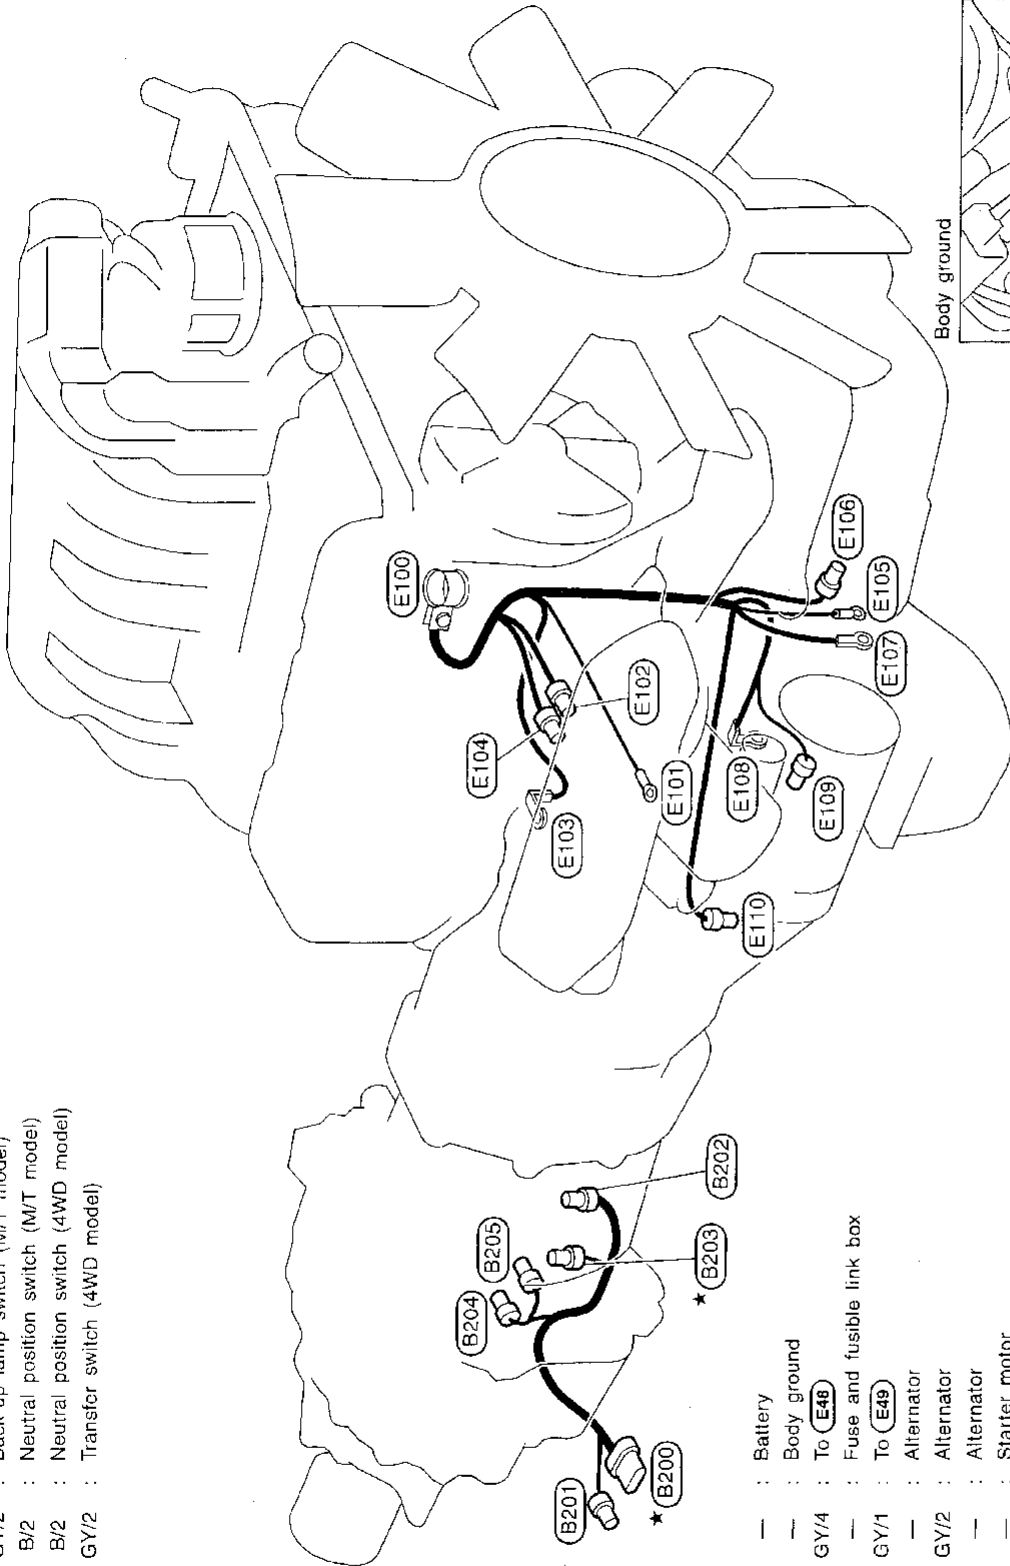 GY/2 : Back-up lamp switch (M/T model)
B/2 : Neutral position switch (M/T model)
B/2 : Neutral position switch (4WD model)
GY/2 : Transfer switch (4WD model)
E100
E104
E102
E103
E101
E106
E105
E107
E108
E109
E110
Body ground
B202
B205
B203
★
B204
B201
★ B200
— : Battery
— : Body ground
GY/4 : To E48
— : Fuse and fusible link box
GY/1 : To E49
— : Alternator
GY/2 : Alternator
— : Alternator
— : Starter motor